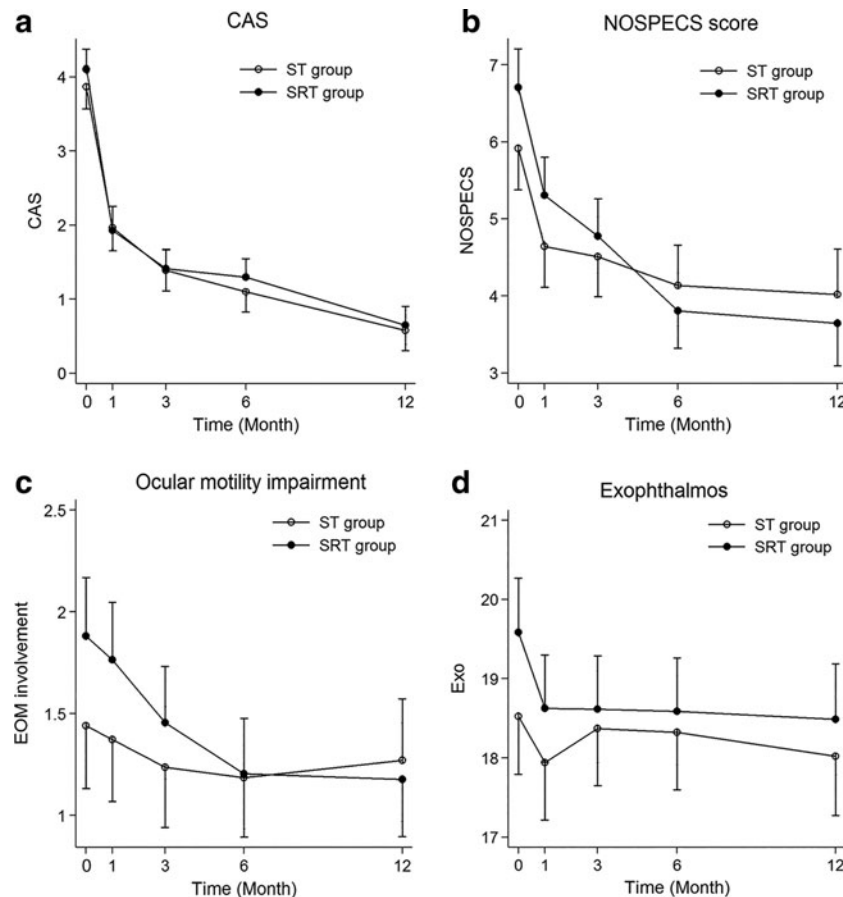 a
CAS
ST group
SRT group
4
3
2
1
0
CAS
0 1 3 6 12
Time (Month)
b
NOSPECS score
ST group
SRT group
7
6
5
4
3
NOSPECS
0 1 3 6 12
Time (Month)
c
Ocular motility impairment
ST group
SRT group
2.5
2
1.5
1
EOM involvement
0 1 3 6 12
Time (Month)
d
Exophthalmos
ST group
SRT group
21
20
19
18
17
Exo
0 1 3 6 12
Time (Month)